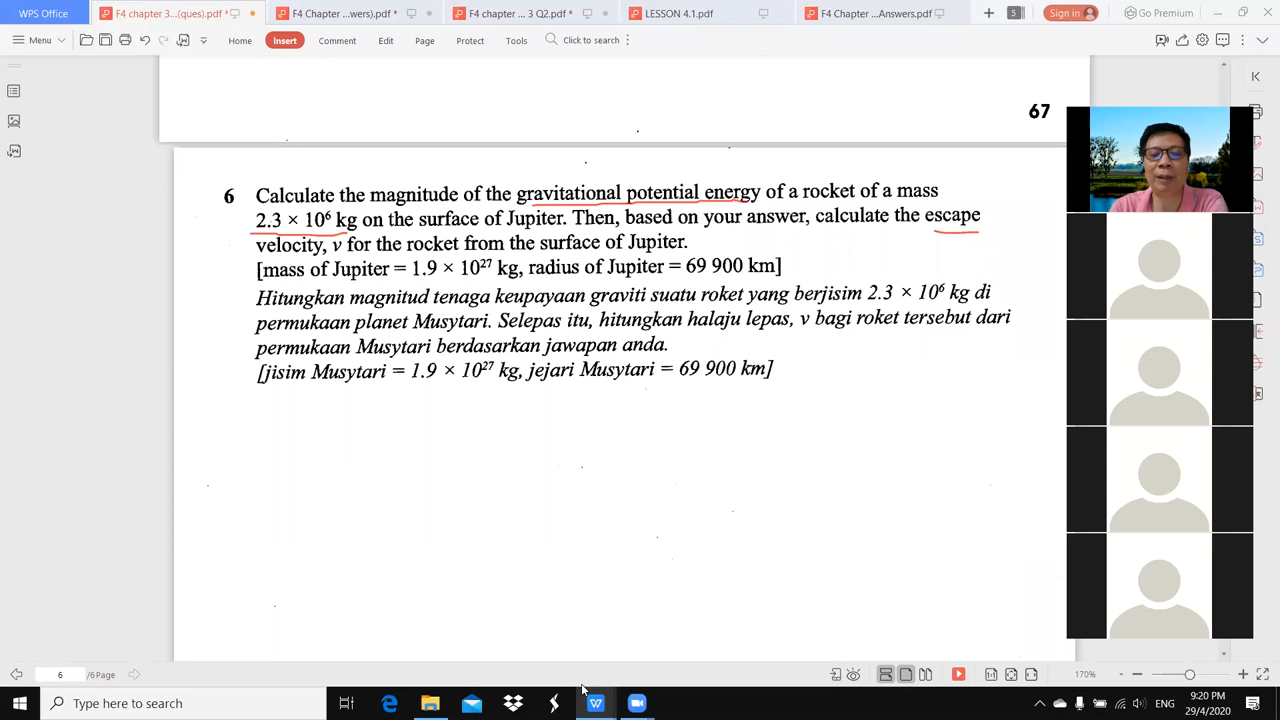 WPS Office
F4 chapter 3...(ques).pdf *
F4 Chapter ...wers).pdf *
F4 chapter ... 3 Q2.pdf *
LESSON 4.1.pdf
F4 Chapter ...Answers.pdf
S
Sign in
Go Premium
Menu
Home
Insert
Comment
Edit
Page
Protect
Tools
Click to search
67
6 Calculate the magnitude of the gravitational potential energy of a rocket of a mass
2.3 × 10⁶ kg on the surface of Jupiter. Then, based on your answer, calculate the escape
velocity, v for the rocket from the surface of Jupiter.
[mass of Jupiter = 1.9 × 10²⁷ kg, radius of Jupiter = 69 900 km]
Hitungkan magnitud tenaga keupayaan graviti suatu roket yang berjisim 2.3 × 10⁶ kg di
permukaan planet Musytari. Selepas itu, hitungkan halaju lepas, v bagi roket tersebut dari
permukaan Musytari berdasarkan jawapan anda.
[jisim Musytari = 1.9 × 10²⁷ kg, jejari Musytari = 69 900 km]
6
/6Page
170%
Type here to search
ENG
9:20 PM
29/4/2020